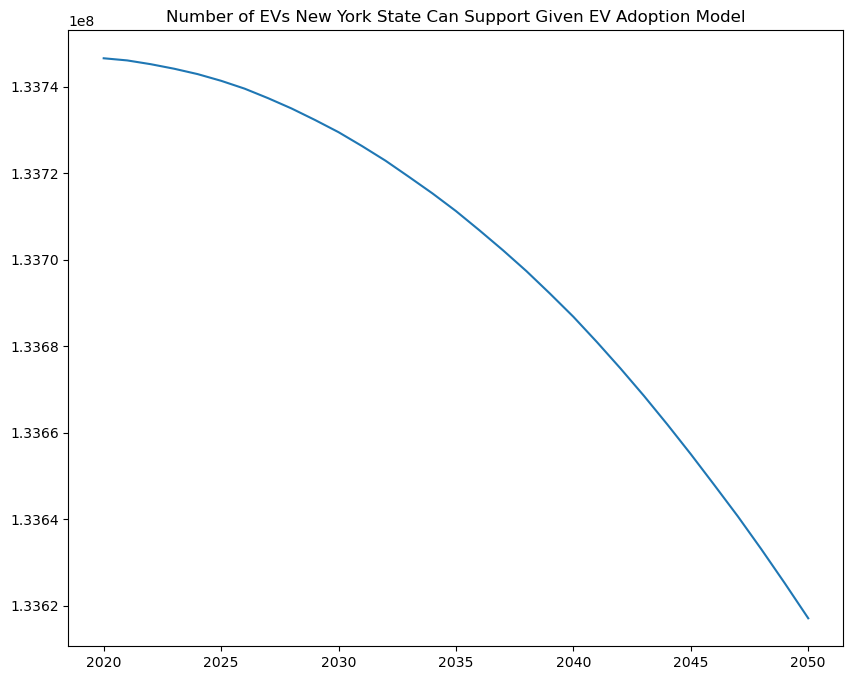 Number of EVs New York State Can Support Given EV Adoption Model
1e8
1.3374
1.3372
1.3370
1.3368
1.3366
1.3364
1.3362
2020 2025 2030 2035 2040 2045 2050